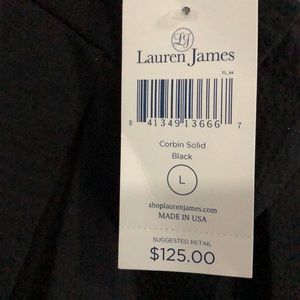 LJ
Lauren James
FL_64
8 41349 13666 7
Corbin Solid
Black
L
shoplaurenjames.com
MADE IN USA
SUGGESTED RETAIL
$125.00